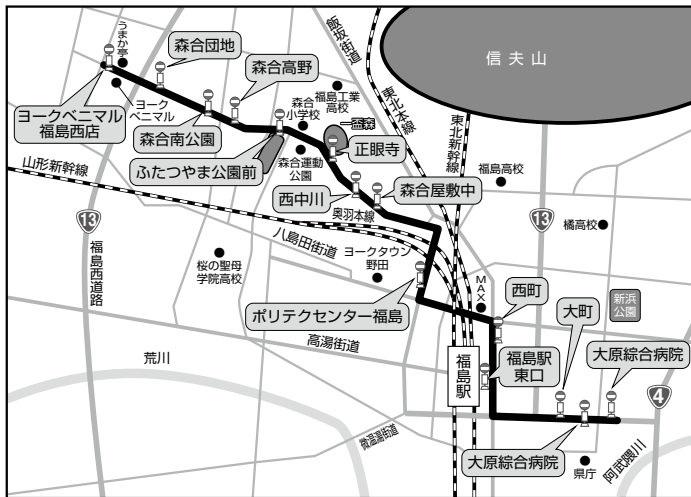 うまか亭
森合団地
森合高野
飯坂街道
信夫山
福島工業
高校
森合
小学校
東北本線
東北新幹線
ヨークベニマル
福島西店
ヨーク
ベニマル
森合南公園
ふたつやま公園前
森合運動
公園
正眼寺
福島高校
山形新幹線
西中川
森合屋敷中
奥羽本線
13
福島西道路
八島田街道
桜の聖母
学院高校
ヨークタウン
野田
13
橘高校
MAX
西町
新浜
公園
ポリテクセンター福島
大町
高湯街道
荒川
福島駅
福島駅
東口
大原綜合病院
4
微温湯街道
大原綜合病院
県庁
阿武隈川